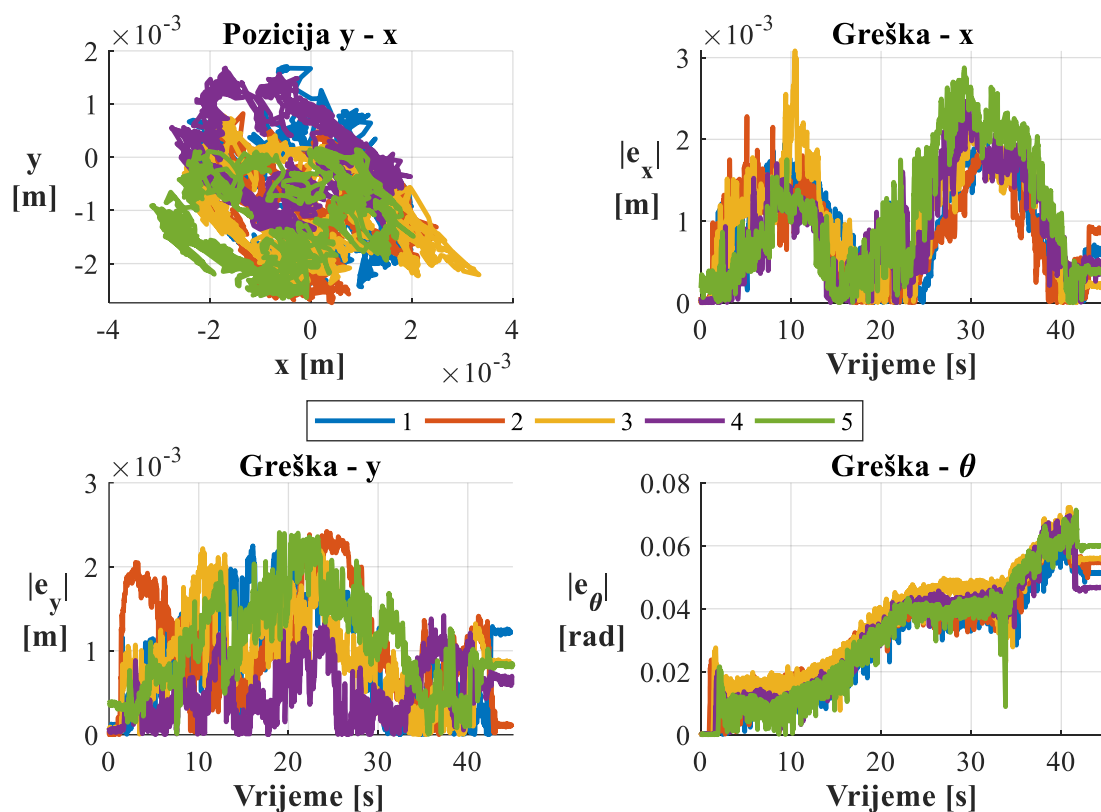 Pozicija y - x
×10⁻³
2
1
0
-1
-2
y
[m]
-4 -2 0 2 4
x [m]
×10⁻³
Greška - x
×10⁻³
3
2
1
0
|eₓ|
[m]
0 10 20 30 40
Vrijeme [s]
1 2 3 4 5
Greška - y
×10⁻³
3
2
1
0
|e_y|
[m]
0 10 20 30 40
Vrijeme [s]
Greška - θ
0.08
0.06
0.04
0.02
0
|e_θ|
[rad]
0 10 20 30 40
Vrijeme [s]